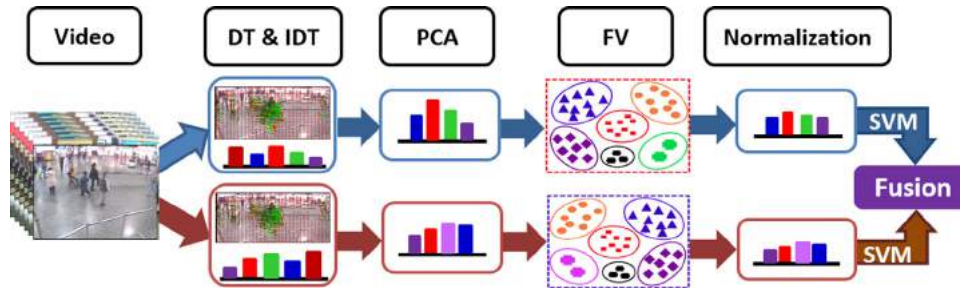 Video
DT & IDT
PCA
FV
Normalization
SVM
Fusion
SVM